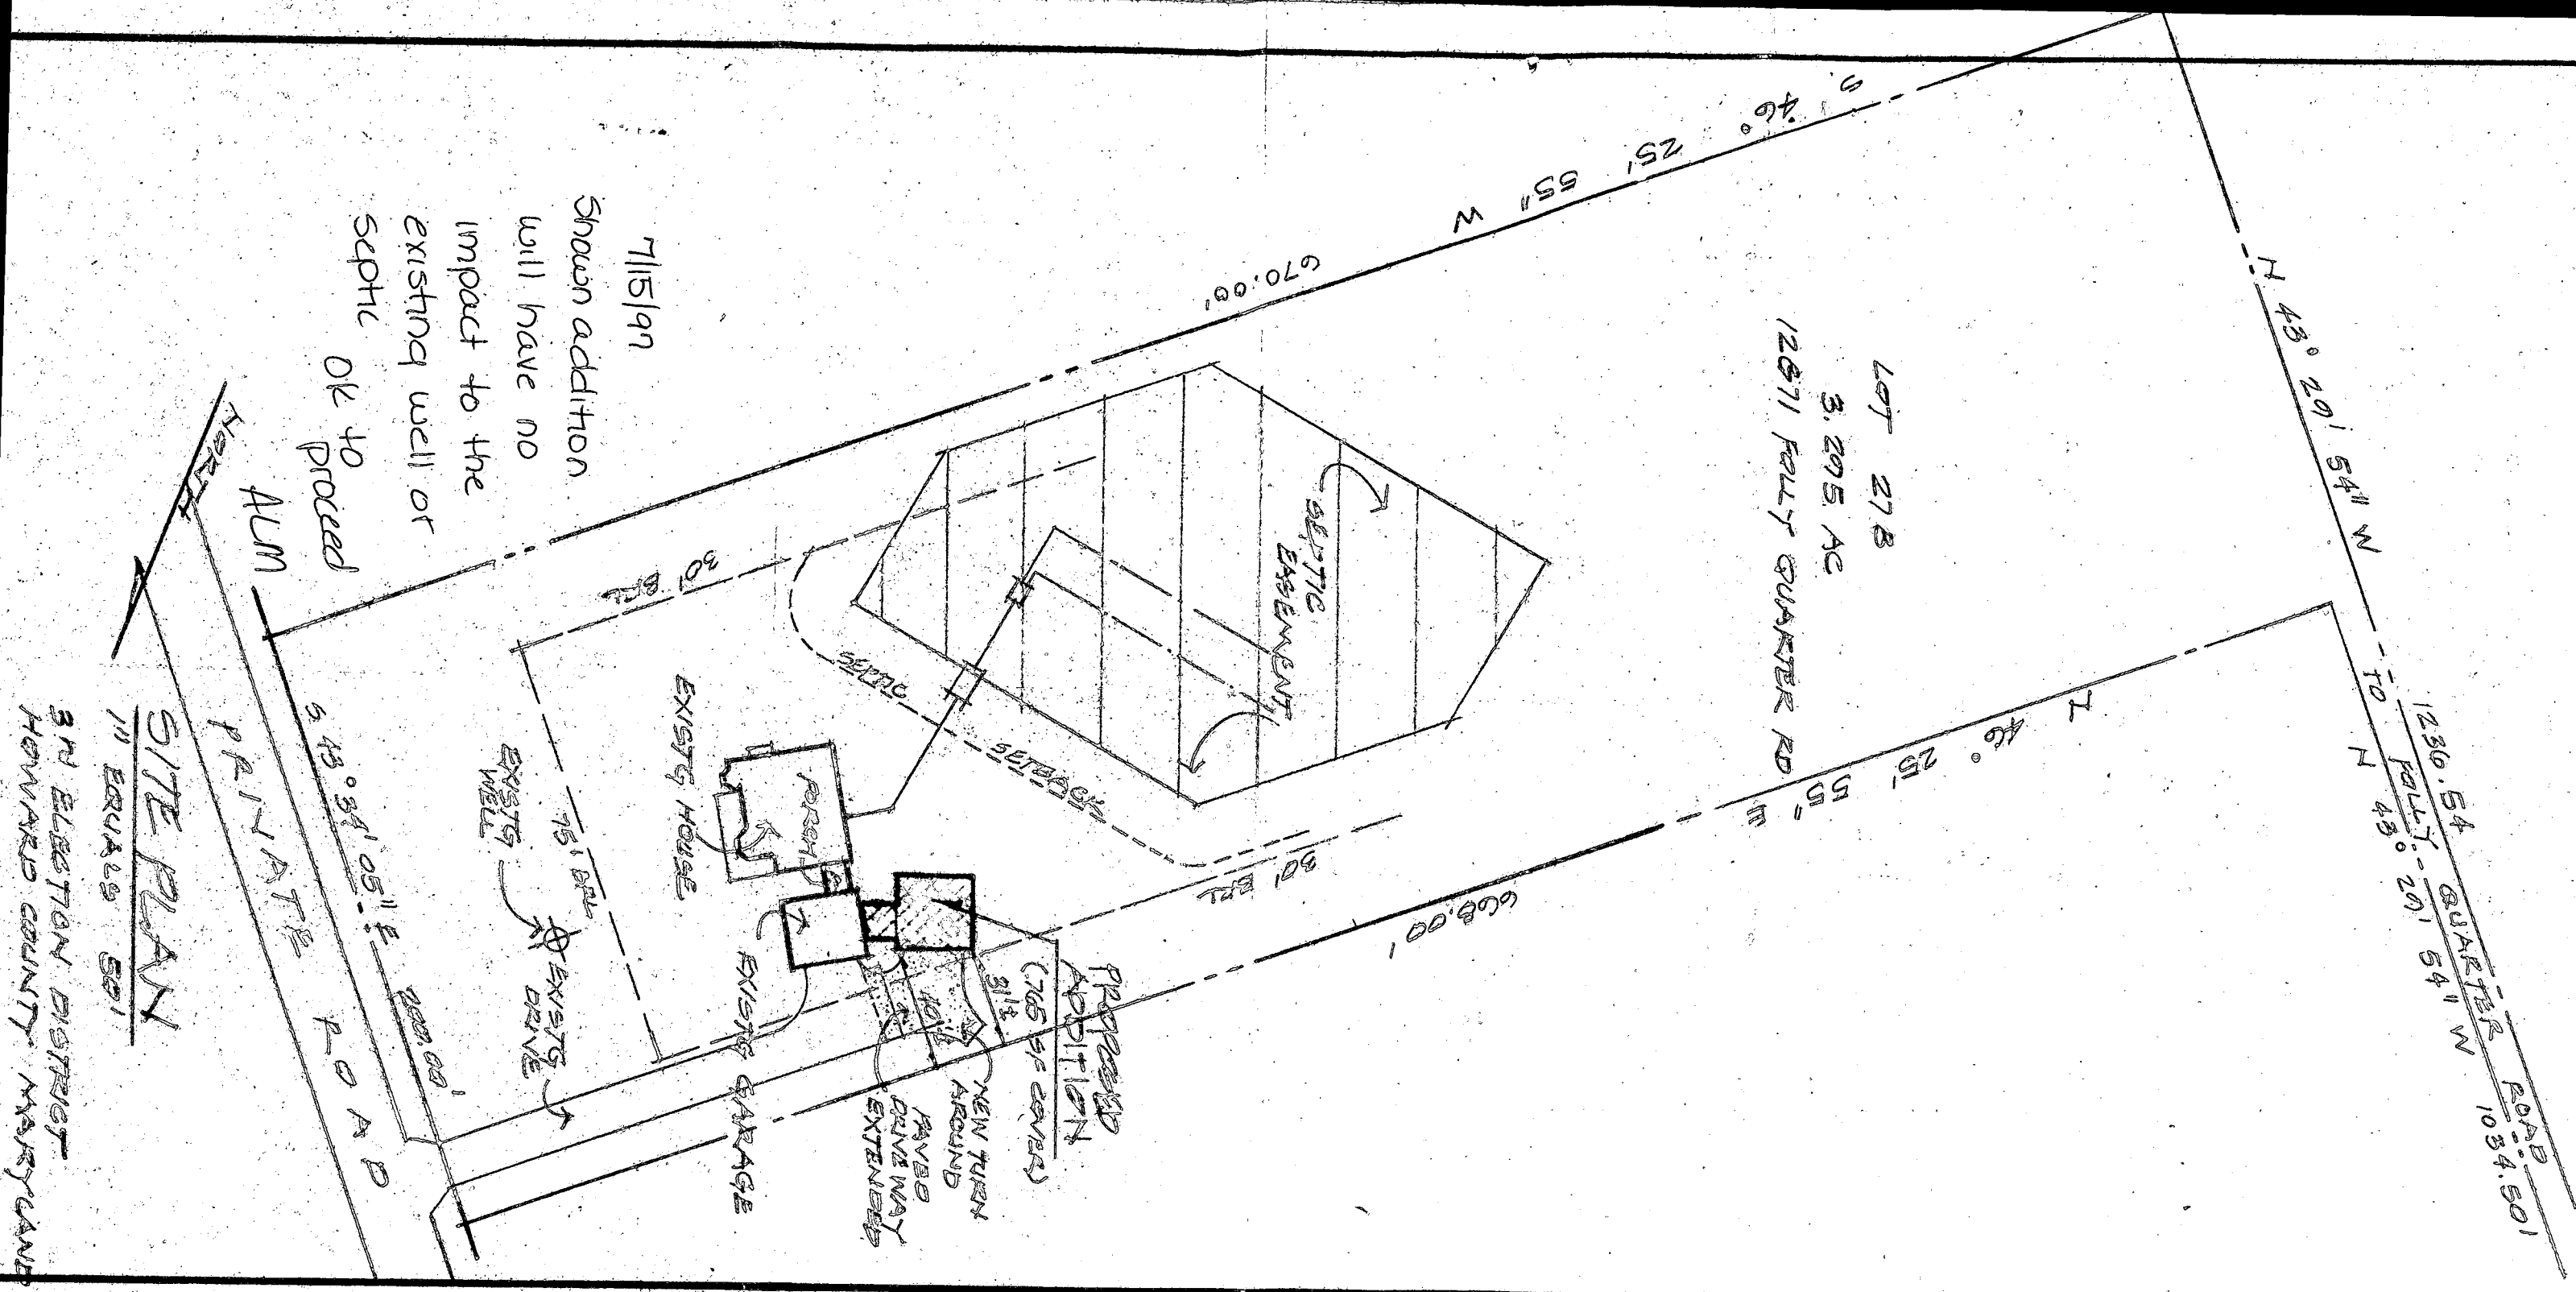 7/15/97
Shown addition
will have no
impact to the
existing well or
septic
OK to
proceed
ALM
NORTH
SITE PLAN
1" EQUALS 50'
3RD ELECTION DISTRICT
HOWARD COUNTY MARYLAND
PRIVATE ROAD
S 43° 39' 05" E
200.00'
LOT 27B
3.295 AC
12671 FOLLY QUARTER RD
S 46° 25' 55" W
670.00'
N 43° 29' 54" W
1236.54
TO FOLLY QUARTER ROAD
N 43° 29' 54" W 1034.50'
N 46° 25' 55" E
668.00'
30' BRL
30' BRL
75' BRL
SEPTIC
EASEMENT
SETBACK
EXIST'G HOUSE
PORCH
EXIST'G
WELL
EXIST'G
DRIVE
EXIST'G GARAGE
PROPOSED
ADDITION
(765 SF COVER)
31'±
40'±
NEW TURN
AROUND
PAVED
DRIVEWAY
EXTENDED